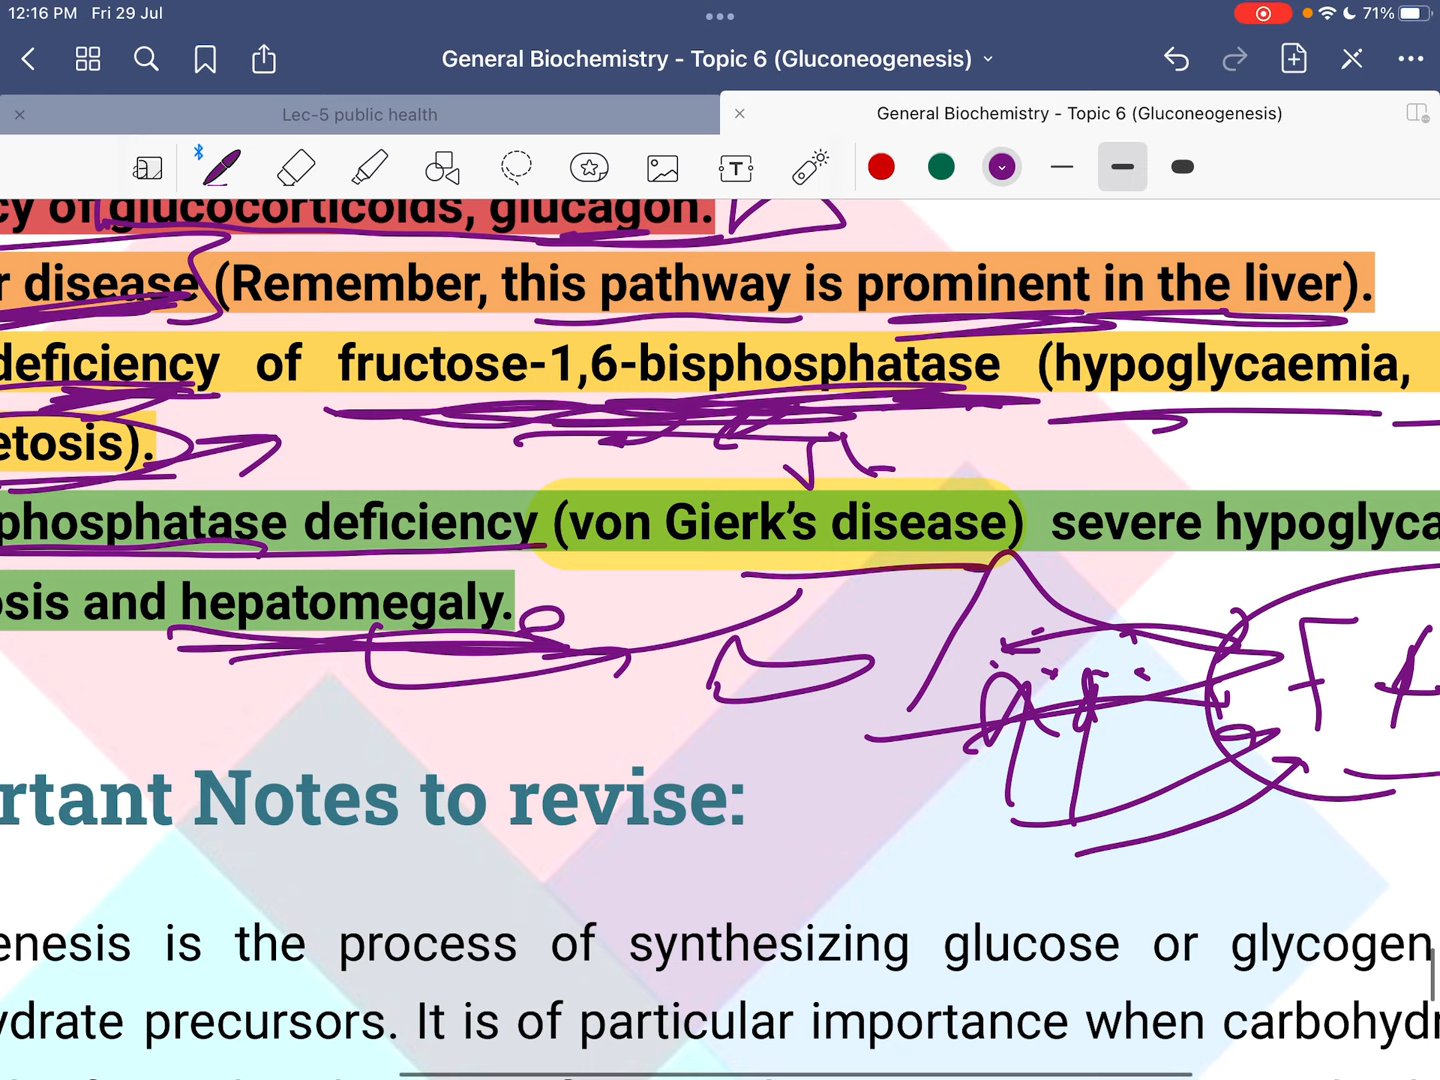 12:16 PM Fri 29 Jul 71%
General Biochemistry - Topic 6 (Gluconeogenesis)
Lec-5 public health
General Biochemistry - Topic 6 (Gluconeogenesis)
cy of glucocorticoids, glucagon.
r disease (Remember, this pathway is prominent in the liver).
deficiency of fructose-1,6-bisphosphatase (hypoglycaemia,
etosis).
phosphatase deficiency (von Gierk's disease) severe hypoglyca
osis and hepatomegaly.
rtant Notes to revise:
enesis is the process of synthesizing glucose or glycogen
ydrate precursors. It is of particular importance when carbohydr